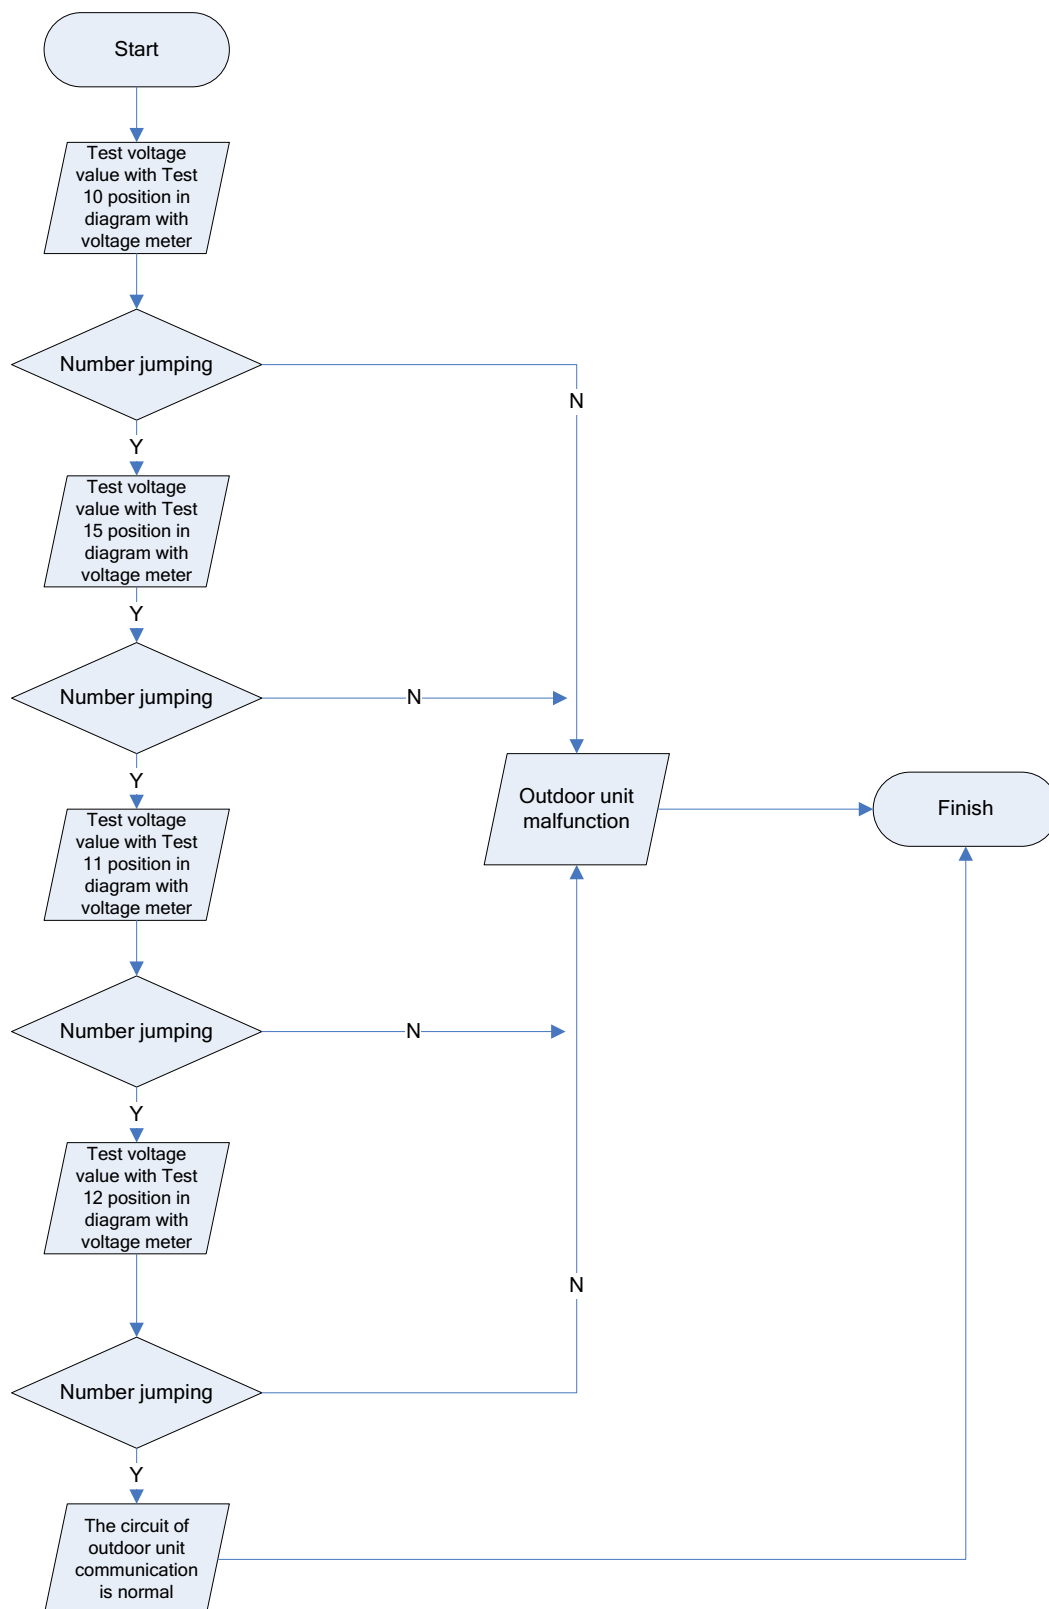 Start
Test voltage
value with Test
10 position in
diagram with
voltage meter
Number jumping
N
Y
Test voltage
value with Test
15 position in
diagram with
voltage meter
Y
Number jumping
N
Y
Test voltage
value with Test
11 position in
diagram with
voltage meter
Outdoor unit
malfunction
Finish
Number jumping
N
Y
Test voltage
value with Test
12 position in
diagram with
voltage meter
N
Number jumping
Y
The circuit of
outdoor unit
communication
is normal